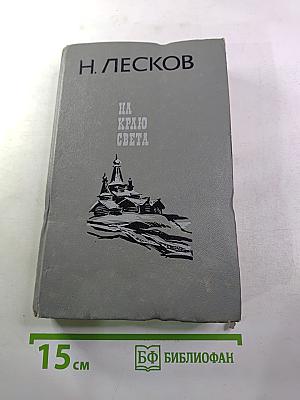 Н. ЛЕСКОВ
НА
КРАЮ
СВЕТА
15 см
БФ БИБЛИОФАН